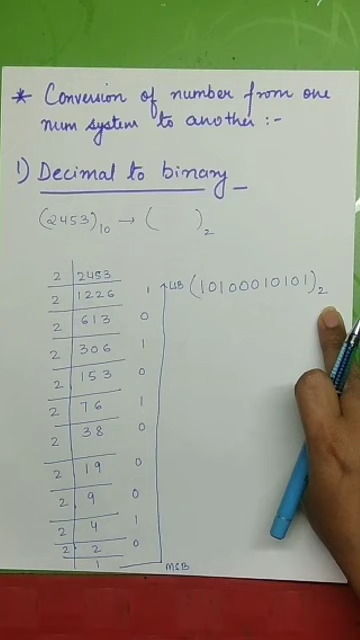 * Conversion of number from one
num system to another :-
1) Decimal to binary
(2453)10 → (      )2
2 | 2453
2 | 1226 1
2 | 613 0
2 | 306 1
2 | 153 0
2 | 76 1
2 | 38 0
2 | 19 0
2 | 9 0
2 | 4 1
2 | 2 0
1
MSB
(10100010101)2